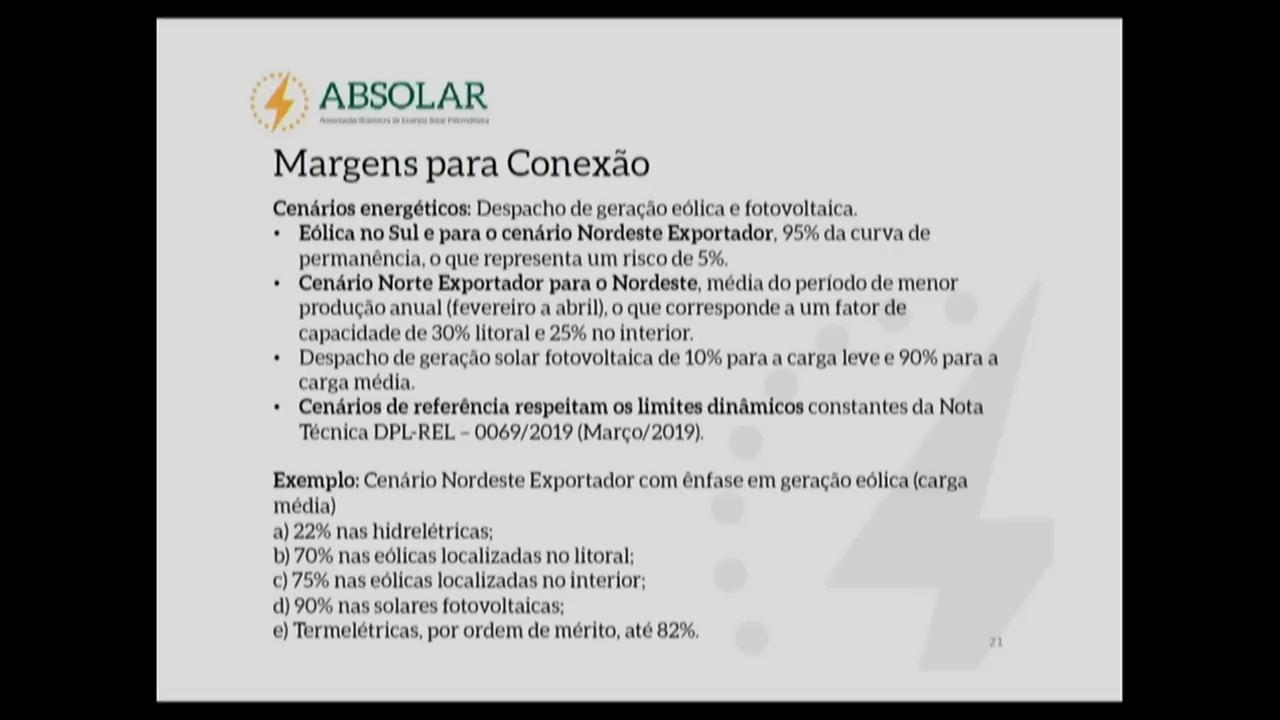 ABSOLAR
Associação Brasileira de Energia Solar Fotovoltaica
Margens para Conexão
Cenários energéticos: Despacho de geração eólica e fotovoltaica.
• Eólica no Sul e para o cenário Nordeste Exportador, 95% da curva de
permanência, o que representa um risco de 5%.
• Cenário Norte Exportador para o Nordeste, média do período de menor
produção anual (fevereiro a abril), o que corresponde a um fator de
capacidade de 30% litoral e 25% no interior.
• Despacho de geração solar fotovoltaica de 10% para a carga leve e 90% para a
carga média.
• Cenários de referência respeitam os limites dinâmicos constantes da Nota
Técnica DPL-REL – 0069/2019 (Março/2019).
Exemplo: Cenário Nordeste Exportador com ênfase em geração eólica (carga
média)
a) 22% nas hidrelétricas;
b) 70% nas eólicas localizadas no litoral;
c) 75% nas eólicas localizadas no interior;
d) 90% nas solares fotovoltaicas;
e) Termelétricas, por ordem de mérito, até 82%.
21